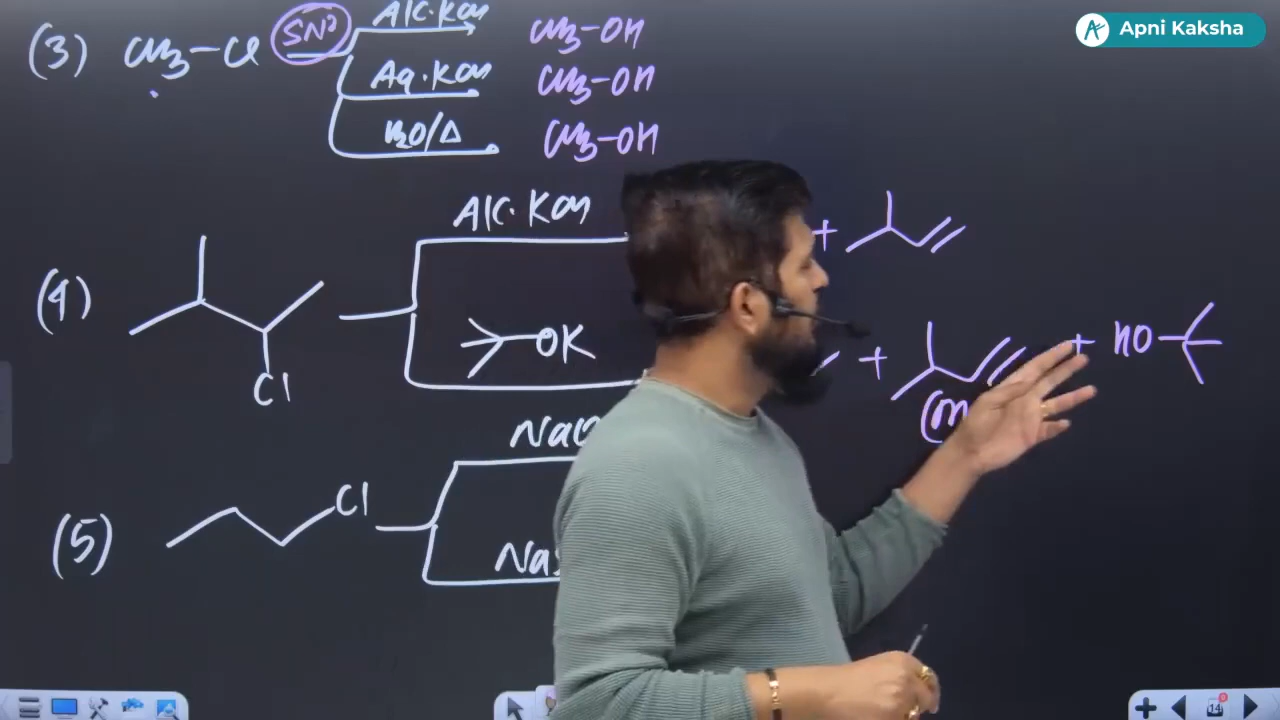 Apni Kaksha
Alc. KOH
(3) CH3-Cl SN2 CH3-OH
Aq. KOH CH3-OH
H2O/Δ CH3-OH
Alc. KOH
+
(4)
Cl
OK
+ + HO
(5) Cl
14